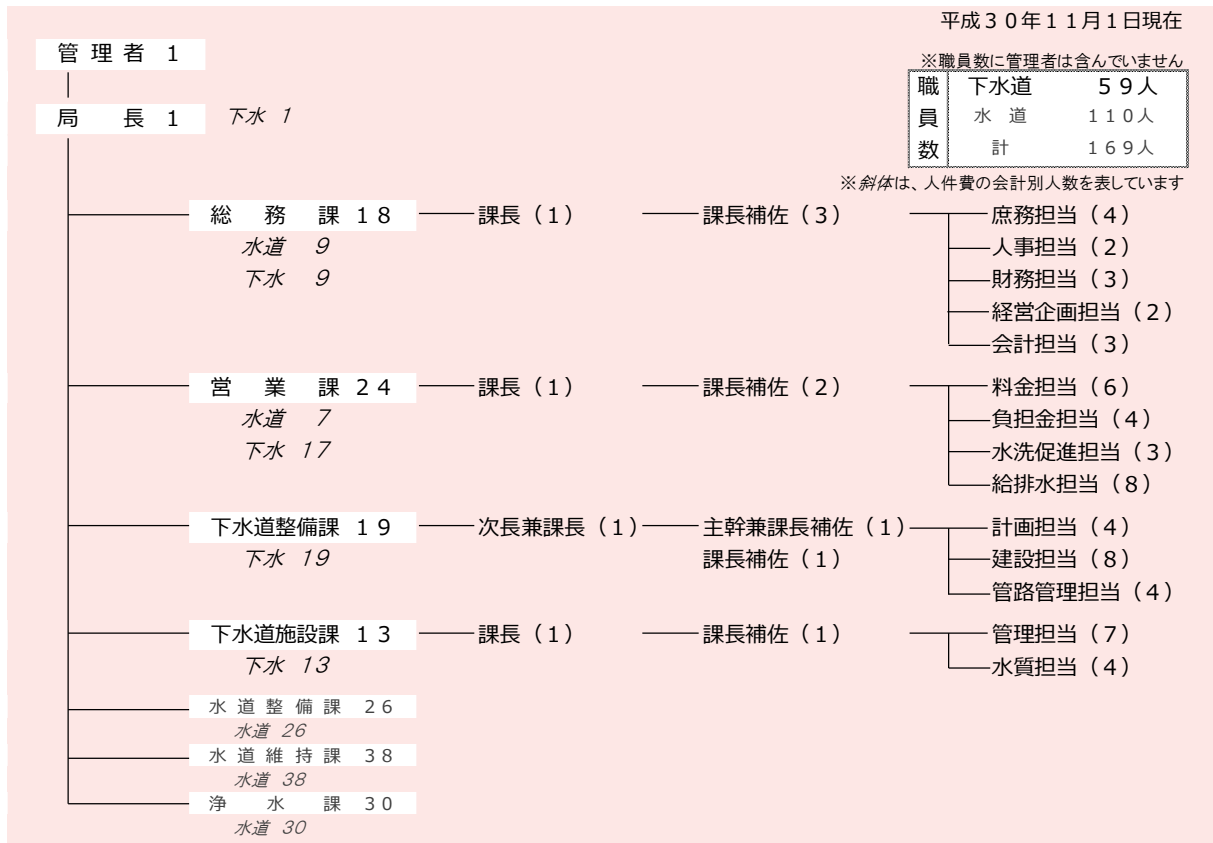 平成３０年１１月１日現在
管理者 1
※職員数に管理者は含んでいません
職員数
下水道 ５９人
水 道 １１０人
計 １６９人
局 長 1 下水 1
※斜体は、人件費の会計別人数を表しています
総 務 課 18 課長（1） 課長補佐（3） 庶務担当（4）
水道 9 人事担当（2）
下水 9 財務担当（3）
経営企画担当（2）
会計担当（3）
営 業 課 24 課長（1） 課長補佐（2） 料金担当（6）
水道 7 負担金担当（4）
下水 17 水洗促進担当（3）
給排水担当（8）
下水道整備課 19 次長兼課長（1） 主幹兼課長補佐（1） 計画担当（4）
下水 19 課長補佐（1） 建設担当（8）
管路管理担当（4）
下水道施設課 13 課長（1） 課長補佐（1） 管理担当（7）
下水 13 水質担当（4）
水道整備課 26
水道 26
水道維持課 38
水道 38
浄 水 課 30
水道 30